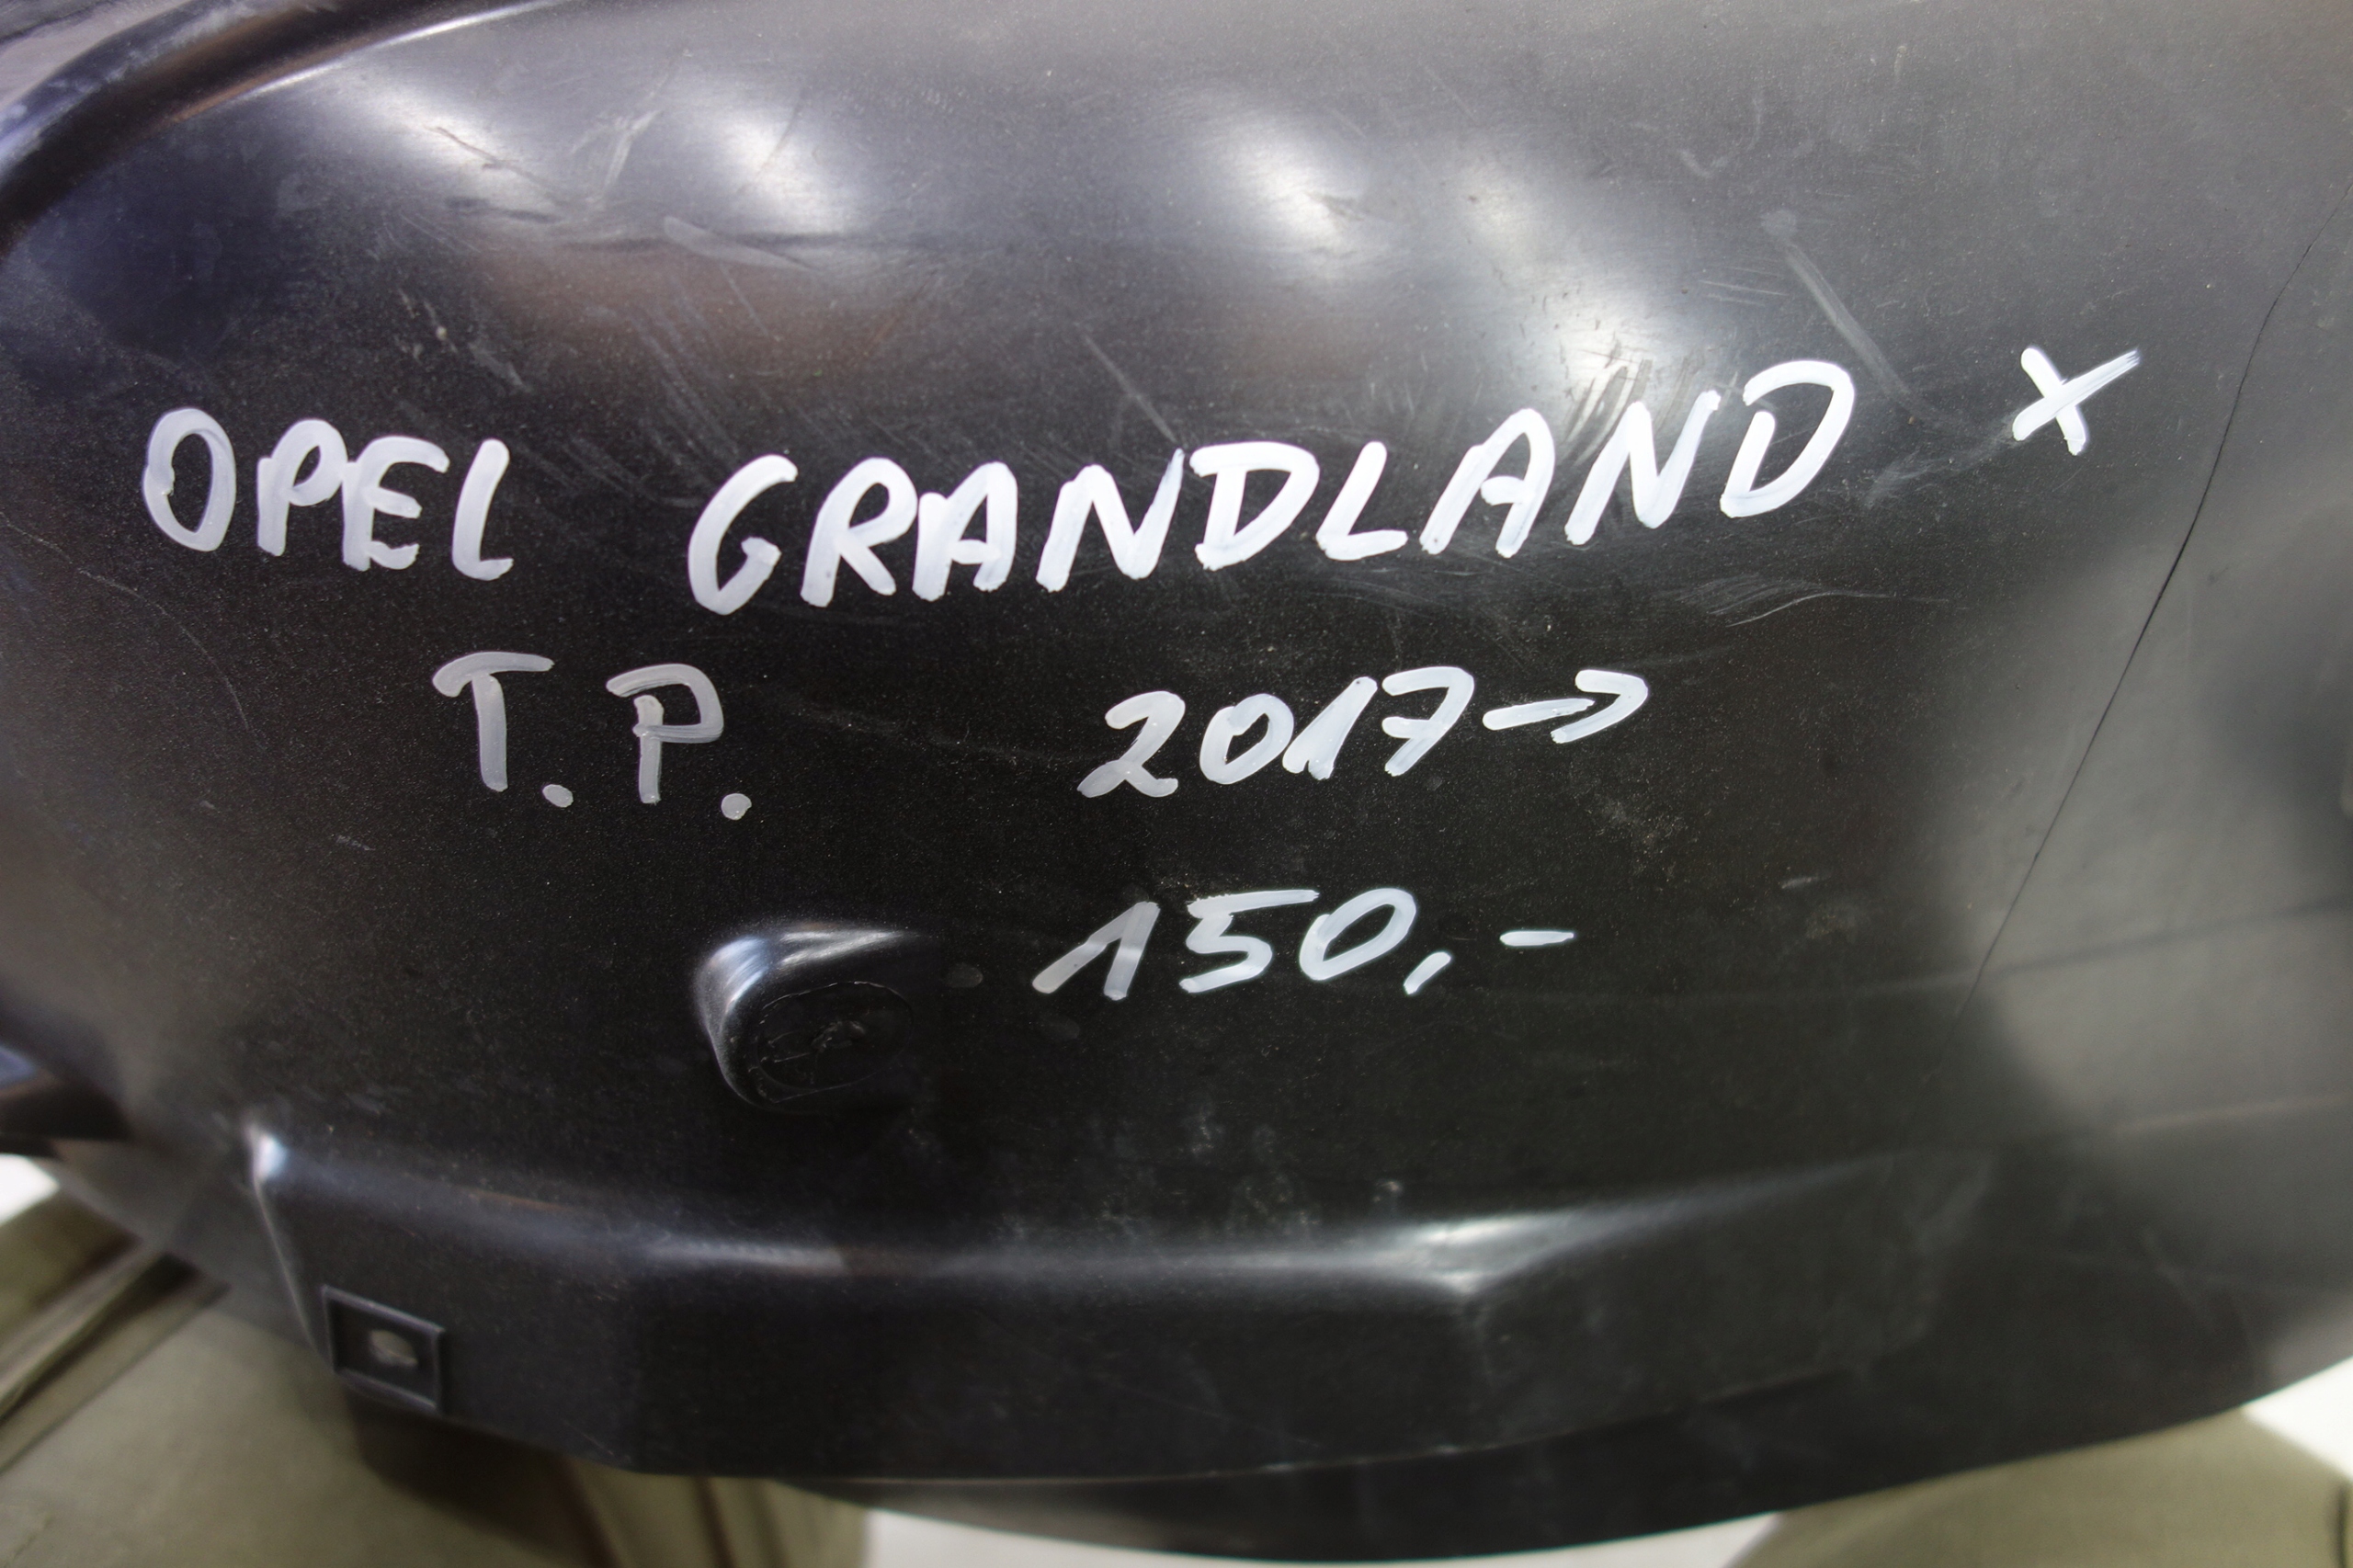 OPEL GRANDLAND X
T.P. 2017→
150,-